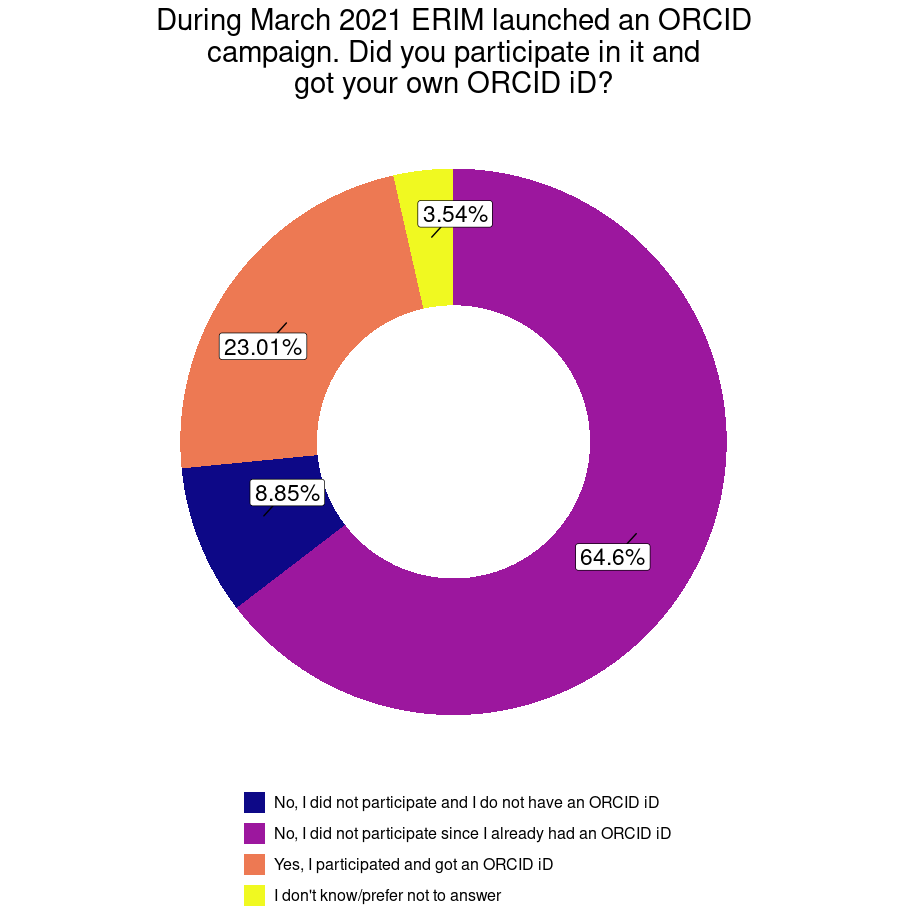 During March 2021 ERIM launched an ORCID
campaign. Did you participate in it and
got your own ORCID iD?
3.54%
23.01%
8.85%
64.6%
No, I did not participate and I do not have an ORCID iD
No, I did not participate since I already had an ORCID iD
Yes, I participated and got an ORCID iD
I don't know/prefer not to answer